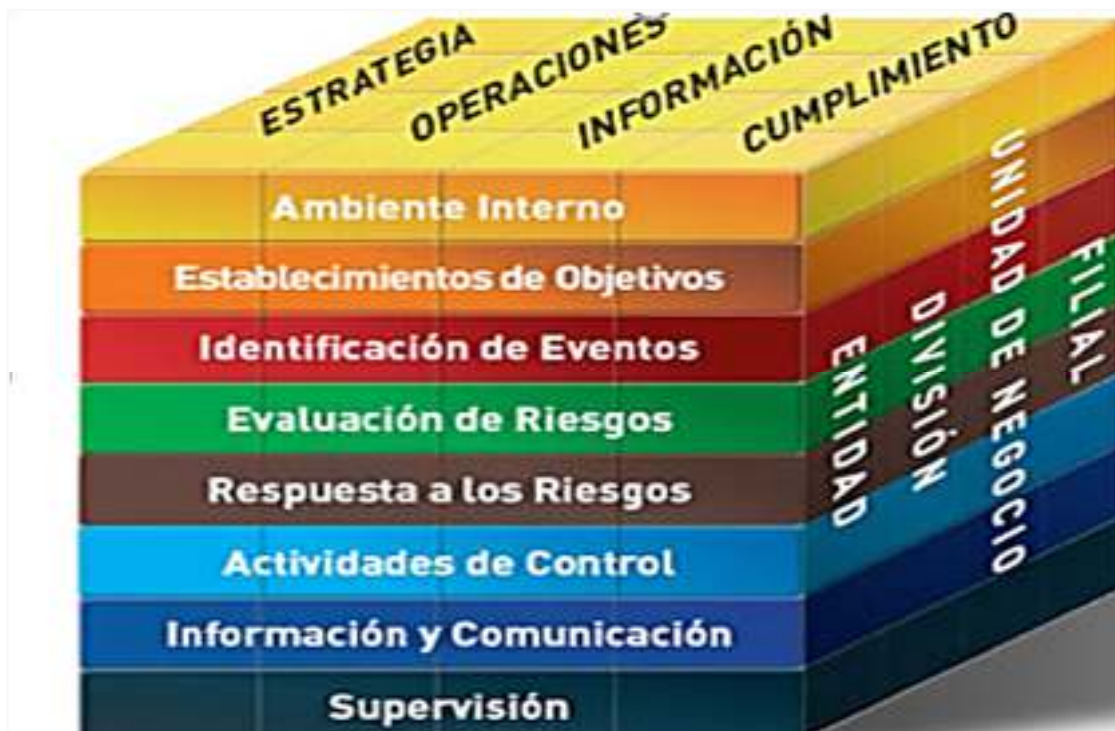 ESTRATEGIA
OPERACIONES
INFORMACIÓN
CUMPLIMIENTO
Ambiente Interno
Establecimientos de Objetivos
Identificación de Eventos
Evaluación de Riesgos
Respuesta a los Riesgos
Actividades de Control
Información y Comunicación
Supervisión
ENTIDAD
DIVISIÓN
UNIDAD DE NEGOCIO
FILIAL